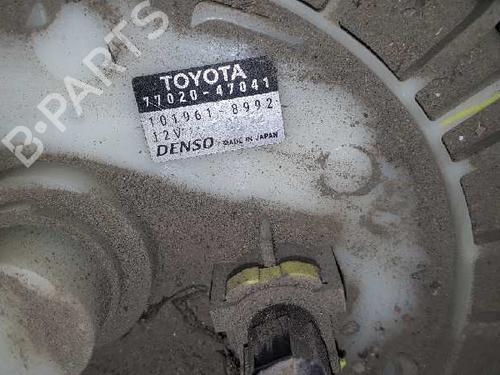 B-PARTS
TOYOTA
77020-47041
101961-8992
12V
DENSO / MADE IN JAPAN